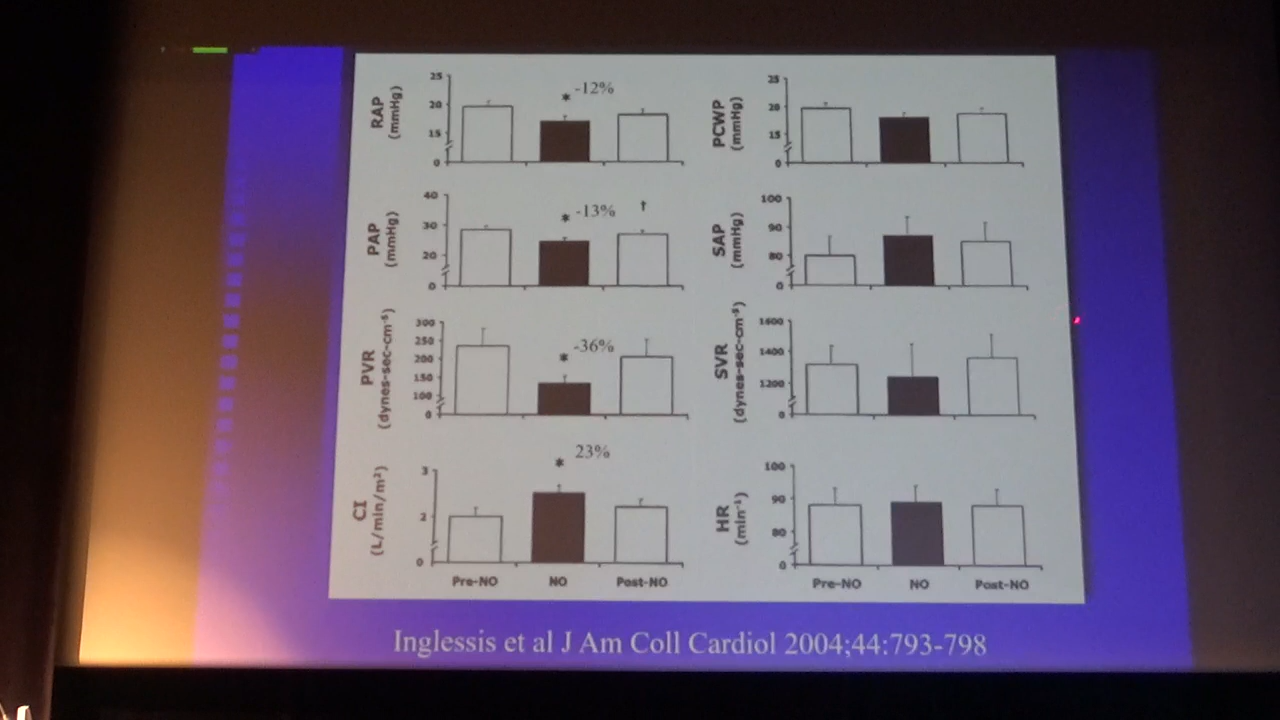 RAP
(mmHg)
25
20
15
0
* -12%
PCWP
(mmHg)
25
20
15
0
PAP
(mmHg)
40
30
20
0
* -13%
†
SAP
(mmHg)
100
90
80
0
PVR
(dynes-sec-cm⁻⁵)
300
250
200
150
100
0
* -36%
SVR
(dynes-sec-cm⁻⁵)
1600
1400
1200
0
CI
(L/min/m²)
3
2
0
* 23%
Pre-NO NO Post-NO
HR
(min⁻¹)
100
90
80
0
Pre-NO NO Post-NO
Inglessis et al J Am Coll Cardiol 2004;44:793-798